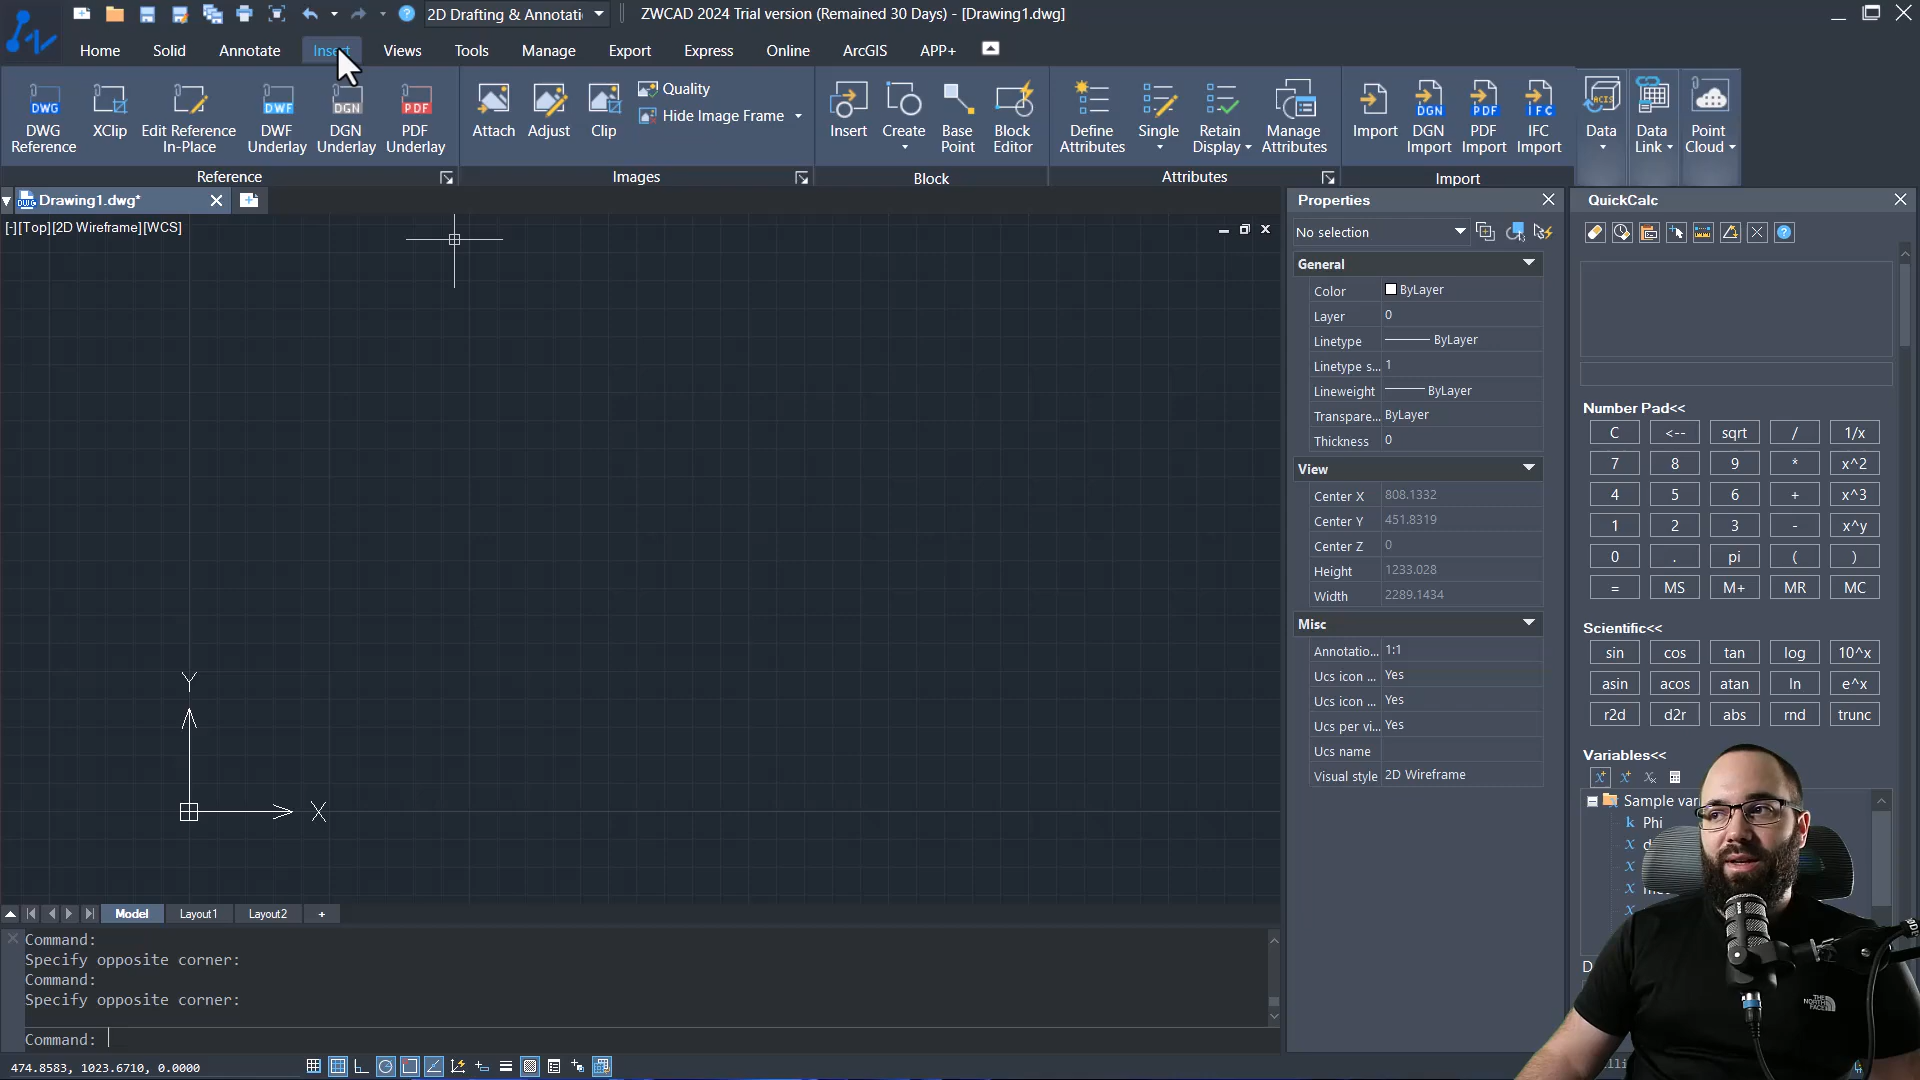 2D Drafting & Annotati
ZWCAD 2024 Trial version (Remained 30 Days) - [Drawing1.dwg]
Home Solid Annotate Insert Views Tools Manage Export Express Online ArcGIS APP+
DWG Reference
XClip
Edit Reference In-Place
DWF Underlay
DGN Underlay
PDF Underlay
Attach
Adjust
Clip
Quality
Hide Image Frame
Insert
Create
Base Point
Block Editor
Define Attributes
Single
Retain Display
Manage Attributes
Import
DGN Import
PDF Import
IFC Import
Data
Data Link
Point Cloud
Reference
Images
Block
Attributes
Import
Drawing1.dwg*
[-][Top][2D Wireframe][WCS]
Y
X
Properties
No selection
General
Color ByLayer
Layer 0
Linetype ByLayer
Linetype s... 1
Lineweight ByLayer
Transpare... ByLayer
Thickness 0
View
Center X 808.1332
Center Y 451.8319
Center Z 0
Height 1233.028
Width 2289.1434
Misc
Annotatio... 1:1
Ucs icon ... Yes
Ucs icon ... Yes
Ucs per vi... Yes
Ucs name
Visual style 2D Wireframe
QuickCalc
Number Pad<<
C <-- sqrt / 1/x
7 8 9 * x^2
4 5 6 + x^3
1 2 3 - x^y
0 . pi ( )
= MS M+ MR MC
Scientific<<
sin cos tan log 10^x
asin acos atan ln e^x
r2d d2r abs rnd trunc
Variables<<
Sample var
k Phi
THE NORTH FACE
Model Layout1 Layout2 +
Command:
Specify opposite corner:
Command:
Specify opposite corner:
Command:
474.8583, 1023.6710, 0.0000